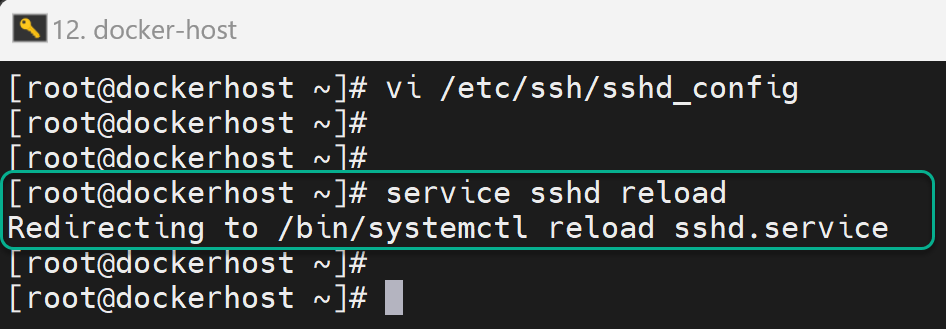 12. docker-host
[root@dockerhost ~]# vi /etc/ssh/sshd_config
[root@dockerhost ~]#
[root@dockerhost ~]#
[root@dockerhost ~]# service sshd reload
Redirecting to /bin/systemctl reload sshd.service
[root@dockerhost ~]#
[root@dockerhost ~]#